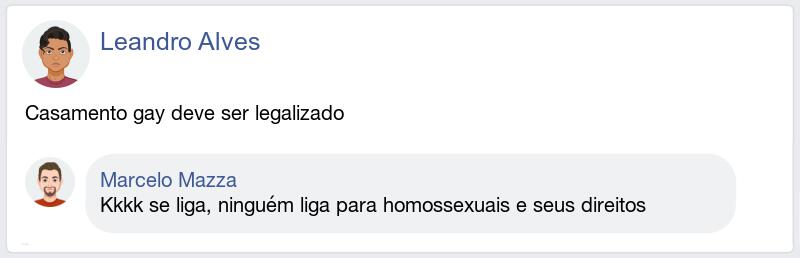 Leandro Alves
Casamento gay deve ser legalizado
Marcelo Mazza
Kkkk se liga, ninguém liga para homossexuais e seus direitos